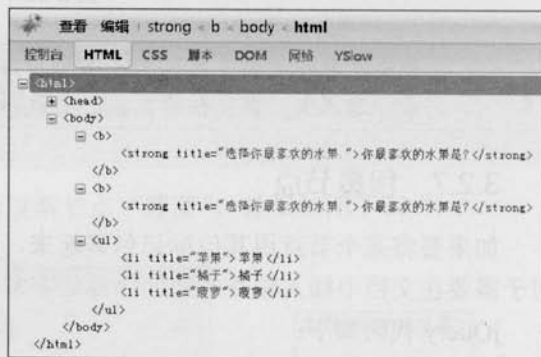 查看 编辑 | strong < b < body < html
控制台 HTML CSS 脚本 DOM 网络 YSlow
<html>
<head>
<body>
<b>
<strong title="选择你最喜欢的水果.">你最喜欢的水果是?</strong>
</b>
<b>
<strong title="选择你最喜欢的水果.">你最喜欢的水果是?</strong>
</b>
<ul>
<li title="苹果">苹果</li>
<li title="橘子">橘子</li>
<li title="菠萝">菠萝</li>
</ul>
</body>
</html>